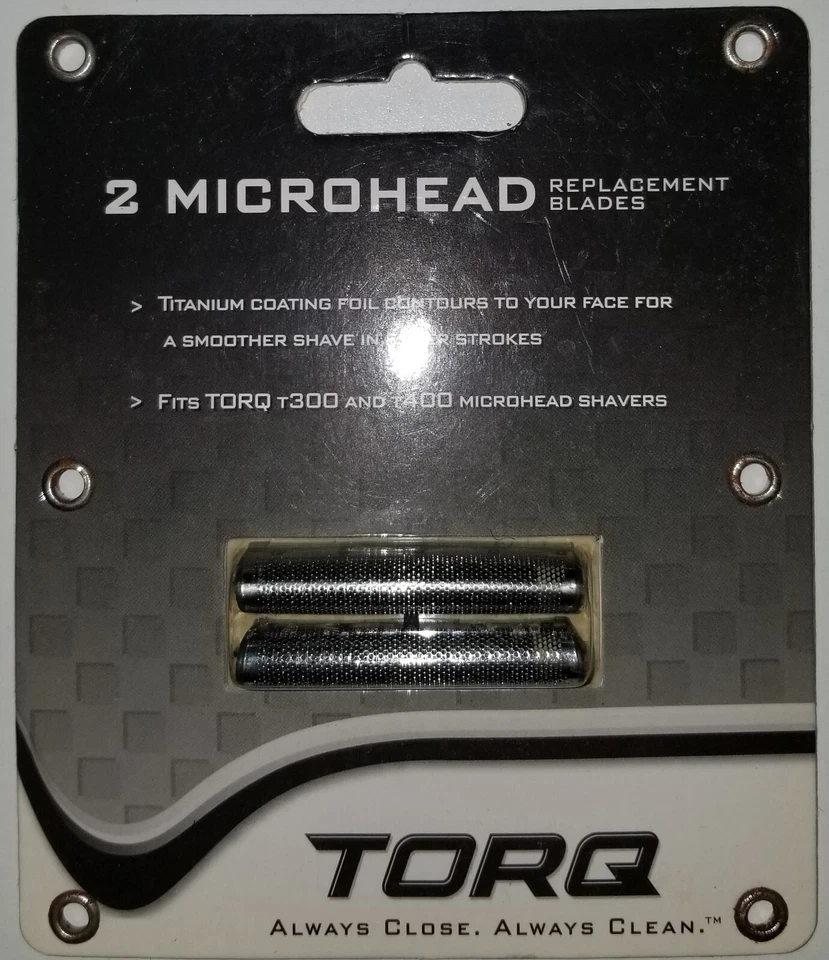 2 MICROHEAD REPLACEMENT
BLADES
> TITANIUM COATING FOIL CONTOURS TO YOUR FACE FOR
A SMOOTHER SHAVE IN STROKES
> FITS TORQ T300 AND T400 MICROHEAD SHAVERS
TORQ
ALWAYS CLOSE. ALWAYS CLEAN.™